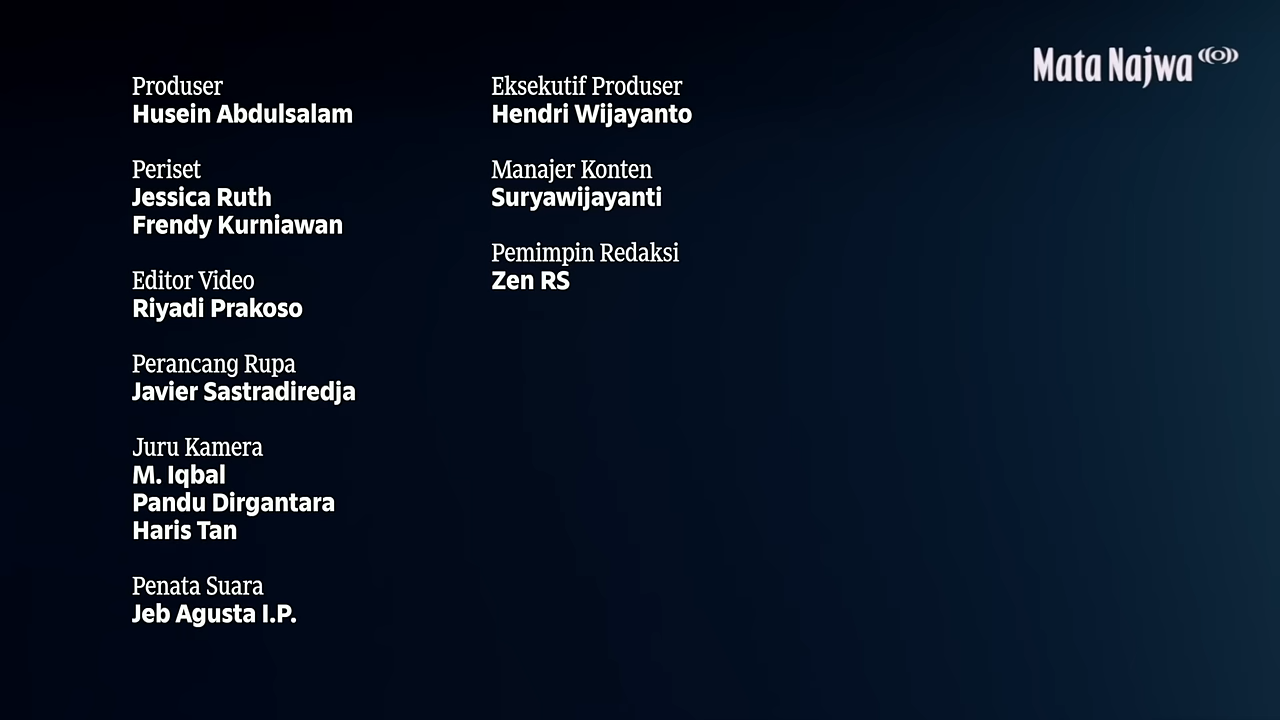 Mata Najwa
Produser
Husein Abdulsalam
Periset
Jessica Ruth
Frendy Kurniawan
Editor Video
Riyadi Prakoso
Perancang Rupa
Javier Sastradiredja
Juru Kamera
M. Iqbal
Pandu Dirgantara
Haris Tan
Penata Suara
Jeb Agusta I.P.
Eksekutif Produser
Hendri Wijayanto
Manajer Konten
Suryawijayanti
Pemimpin Redaksi
Zen RS